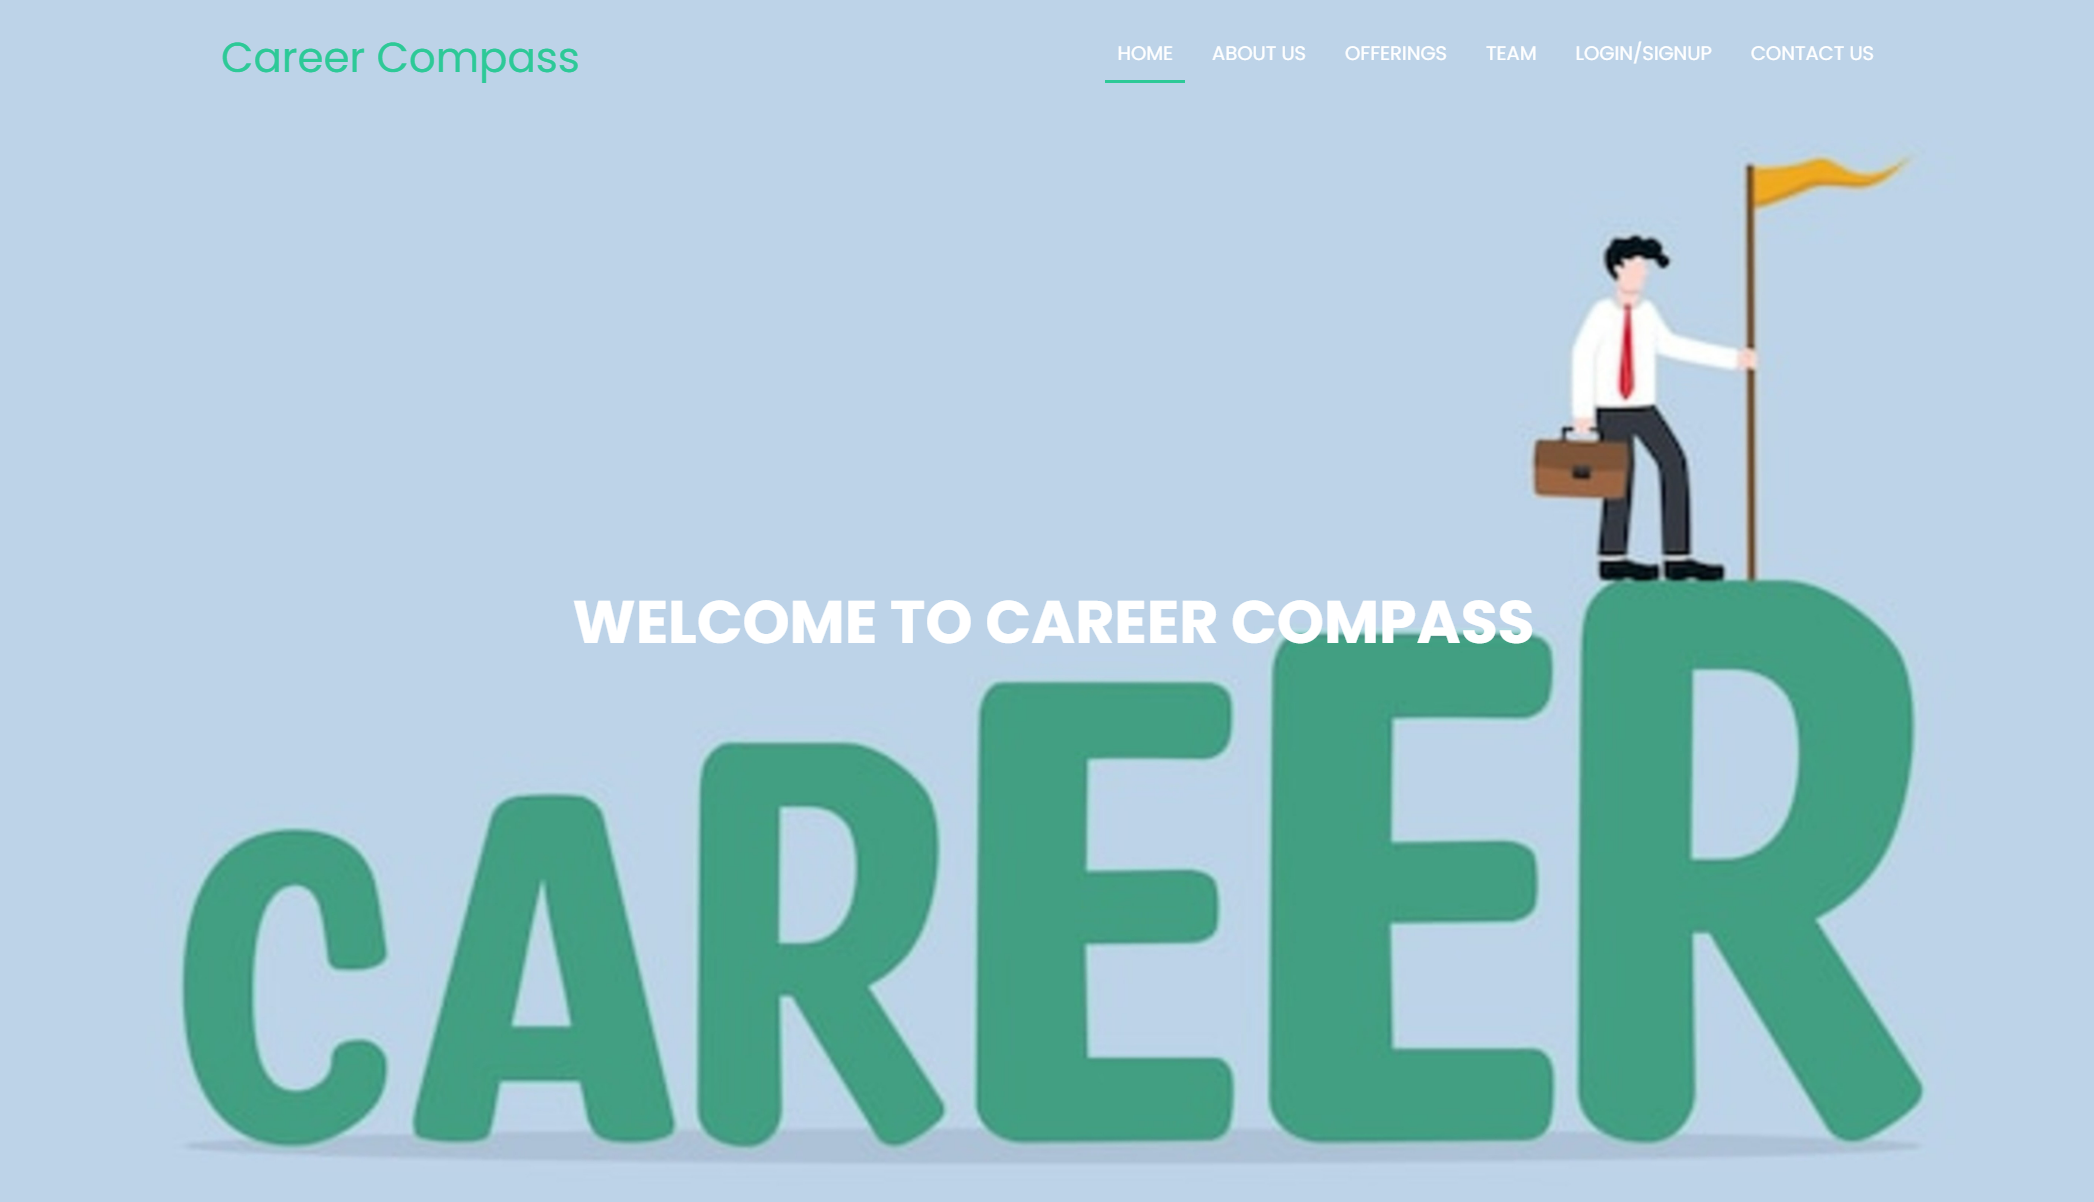 Career Compass
HOME ABOUT US OFFERINGS TEAM LOGIN/SIGNUP CONTACT US
WELCOME TO CAREER COMPASS
CAREER